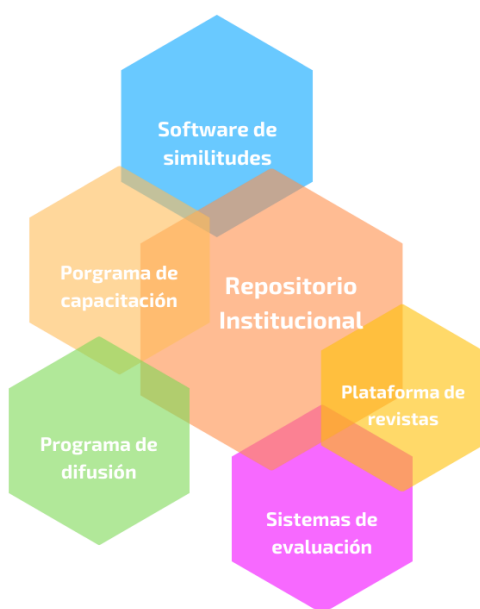 Software de
similitudes
Porgrama de
capacitación
Repositorio
Institucional
Plataforma de
revistas
Programa de
difusión
Sistemas de
evaluación